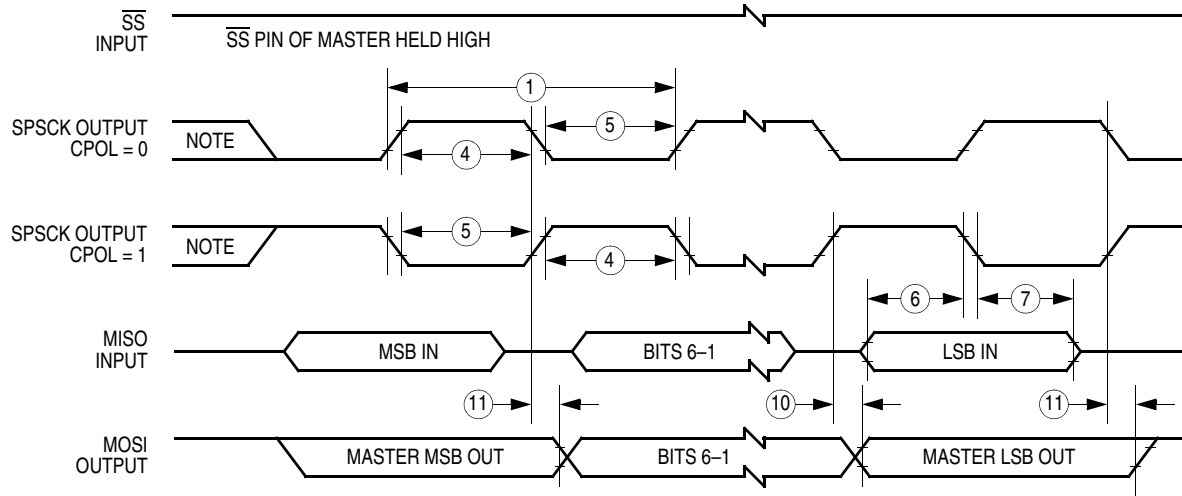 SS
INPUT
SS PIN OF MASTER HELD HIGH
1
SPSCK OUTPUT
CPOL = 0
NOTE
5
4
SPSCK OUTPUT
CPOL = 1
NOTE
5
4
6
7
MISO
INPUT
MSB IN
BITS 6–1
LSB IN
11
10
11
MOSI
OUTPUT
MASTER MSB OUT
BITS 6–1
MASTER LSB OUT